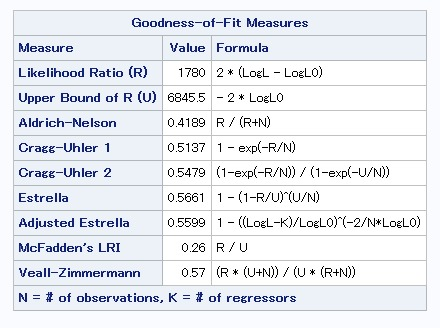 Goodness-of-Fit Measures
Measure Value Formula
Likelihood Ratio (R) 1780 2 * (LogL - LogL0)
Upper Bound of R (U) 6845.5 - 2 * LogL0
Aldrich-Nelson 0.4189 R / (R+N)
Cragg-Uhler 1 0.5137 1 - exp(-R/N)
Cragg-Uhler 2 0.5479 (1-exp(-R/N)) / (1-exp(-U/N))
Estrella 0.5661 1 - (1-R/U)^(U/N)
Adjusted Estrella 0.5599 1 - ((LogL-K)/LogL0)^(-2/N*LogL0)
McFadden's LRI 0.26 R / U
Veall-Zimmermann 0.57 (R * (U+N)) / (U * (R+N))
N = # of observations, K = # of regressors